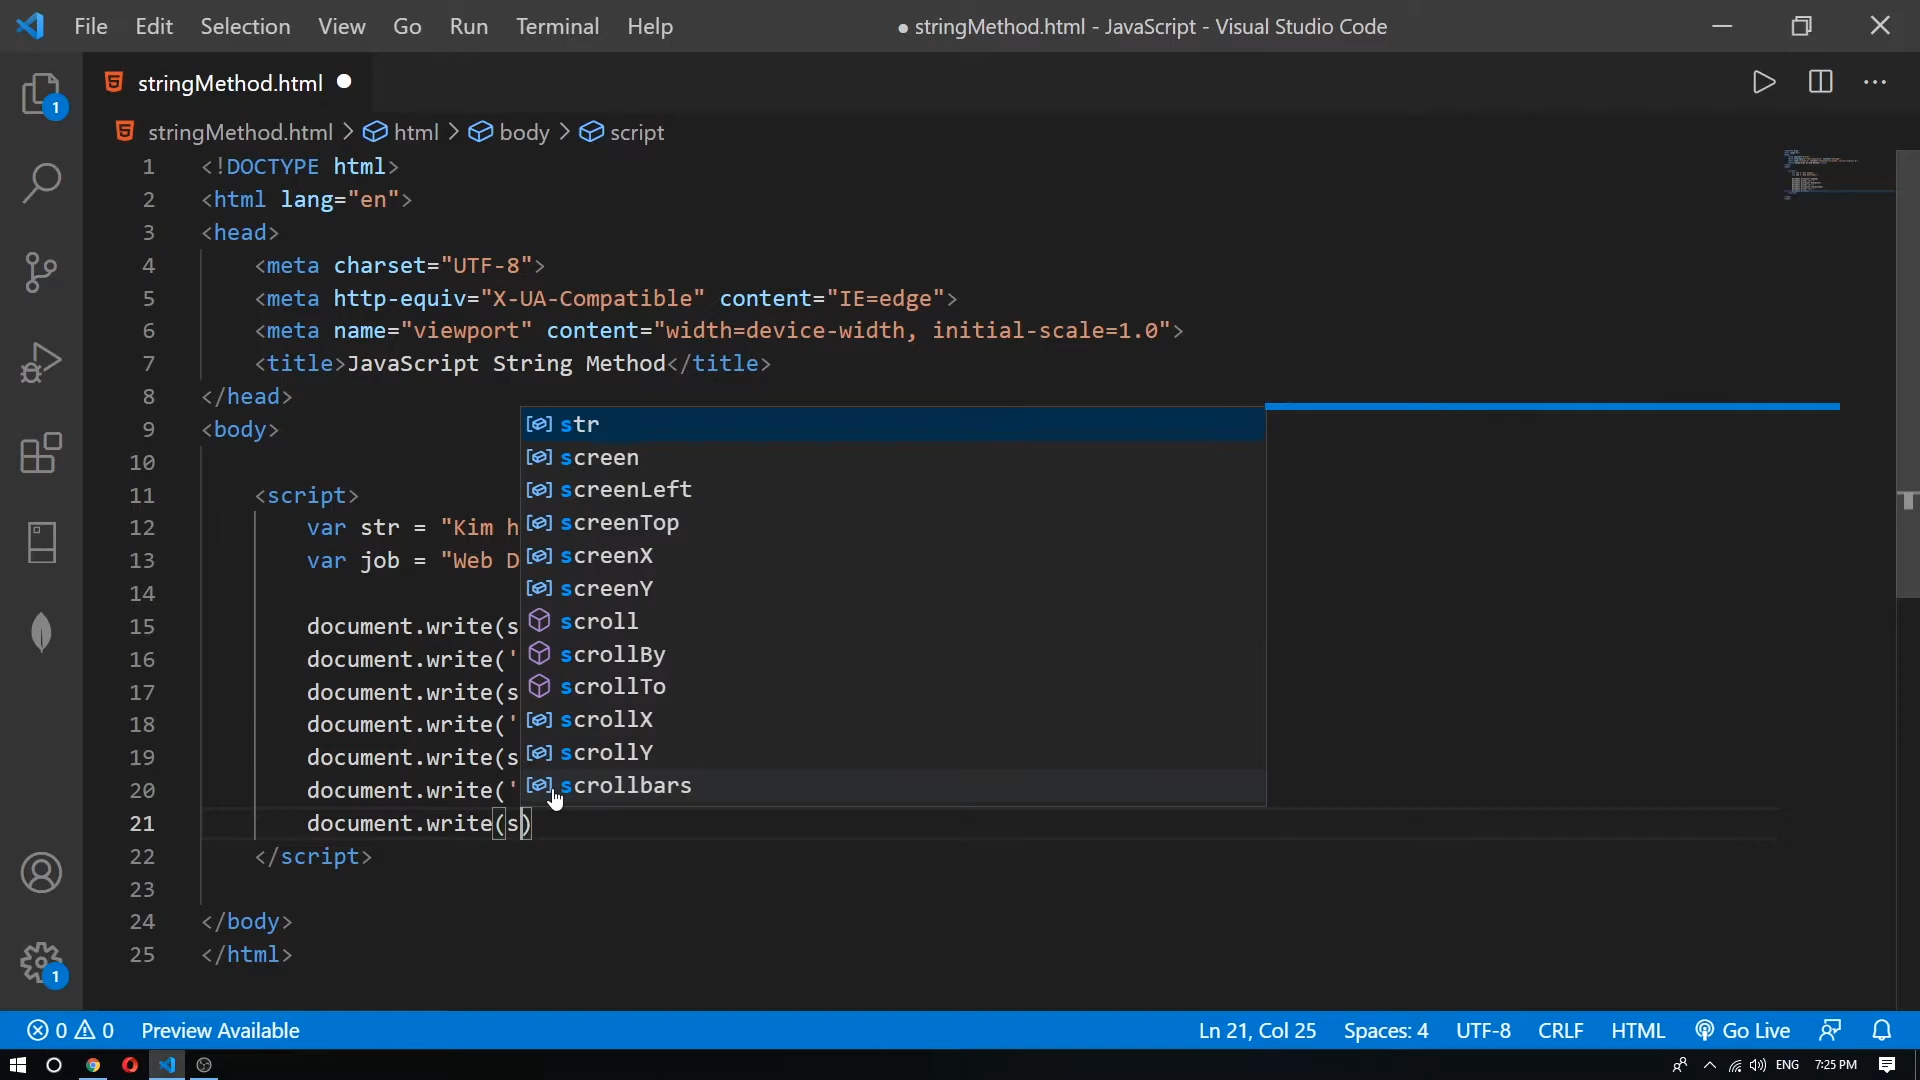 File Edit Selection View Go Run Terminal Help ● stringMethod.html - JavaScript - Visual Studio Code
1
stringMethod.html
stringMethod.html > html > body > script
1 <!DOCTYPE html>
2 <html lang="en">
3 <head>
4 <meta charset="UTF-8">
5 <meta http-equiv="X-UA-Compatible" content="IE=edge">
6 <meta name="viewport" content="width=device-width, initial-scale=1.0">
7 <title>JavaScript String Method</title>
8 </head>
9 <body>
10
11 <script>
12 var str = "Kim h
13 var job = "Web D
14
15 document.write(s
16 document.write('
17 document.write(s
18 document.write('
19 document.write(s
20 document.write('
21 document.write(s)
22 </script>
23
24 </body>
25 </html>
str
screen
screenLeft
screenTop
screenX
screenY
scroll
scrollBy
scrollTo
scrollX
scrollY
scrollbars
1
0 0 Preview Available Ln 21, Col 25 Spaces: 4 UTF-8 CRLF HTML Go Live
ENG 7:25 PM